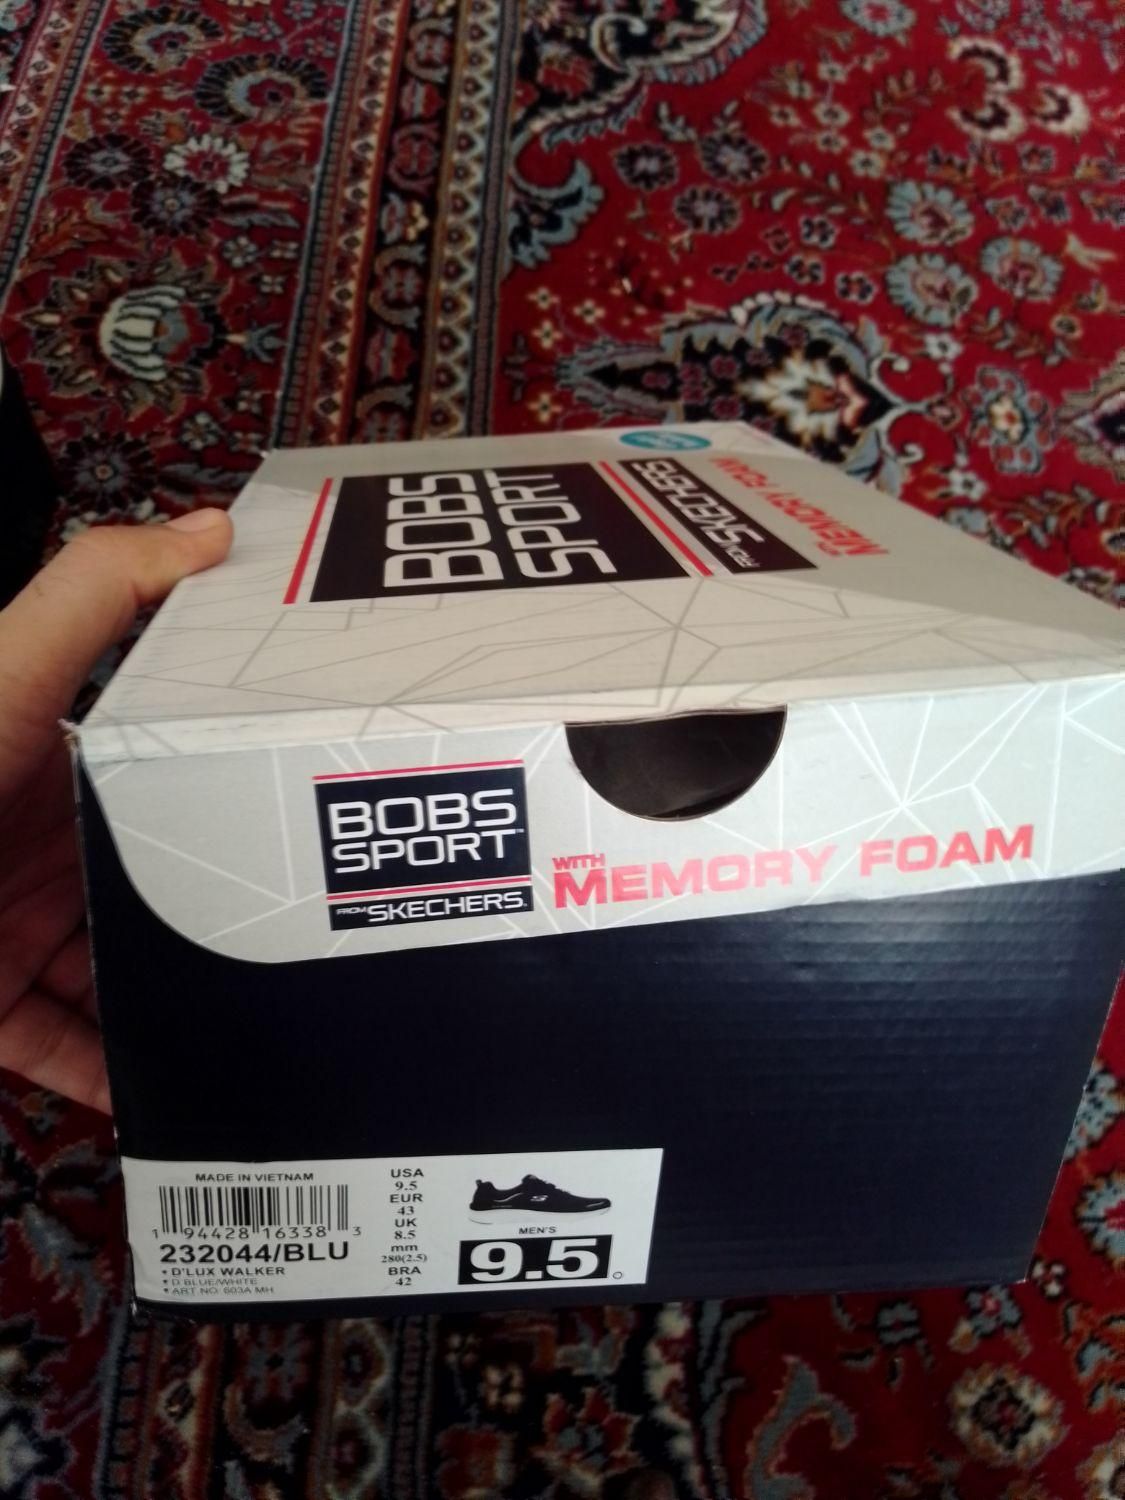 BOBS
SPORT
FROM SKECHERS
MEMORY FOAM
BOBS
SPORT™
FROM SKECHERS.
WITH
MEMORY FOAM
MADE IN VIETNAM
1 94428 16338 3
232044/BLU
• D'LUX WALKER
• D BLUE/WHITE
• ART NO: 603A MH
USA
9.5
EUR
43
UK
8.5
mm
280(2.5)
BRA
42
MEN'S
9.5